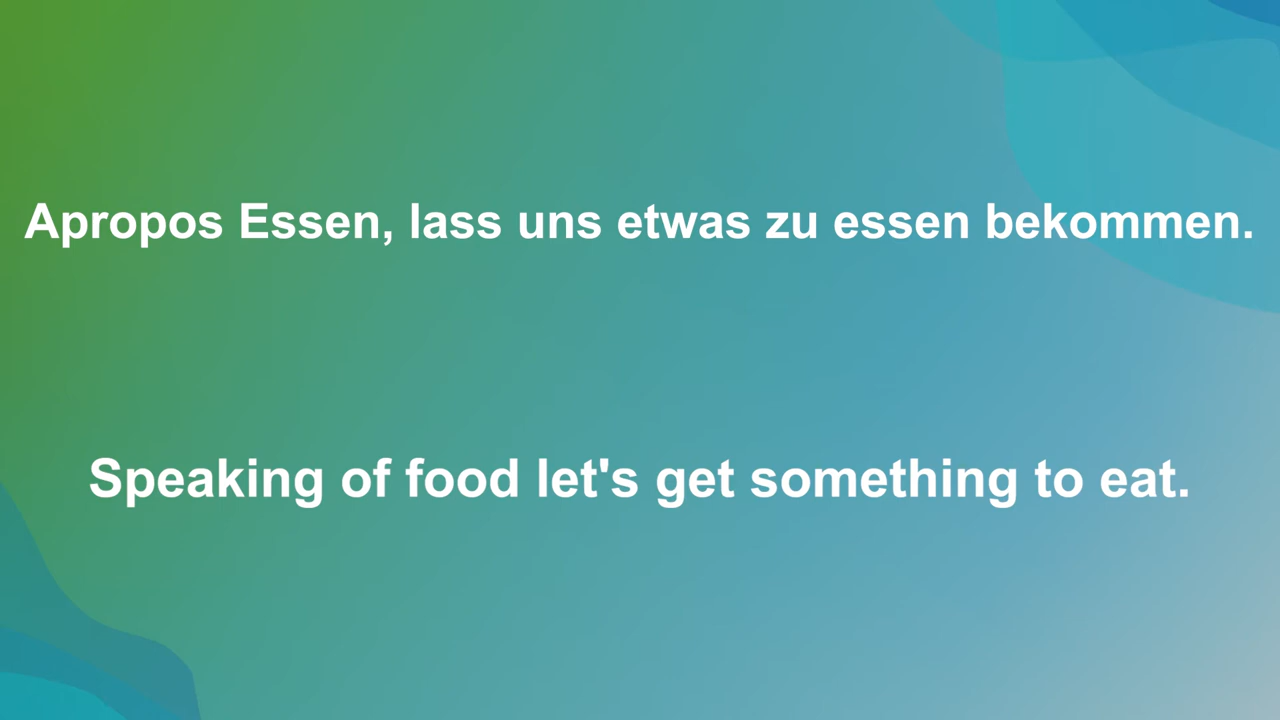 Apropos Essen, lass uns etwas zu essen bekommen.
Speaking of food let's get something to eat.